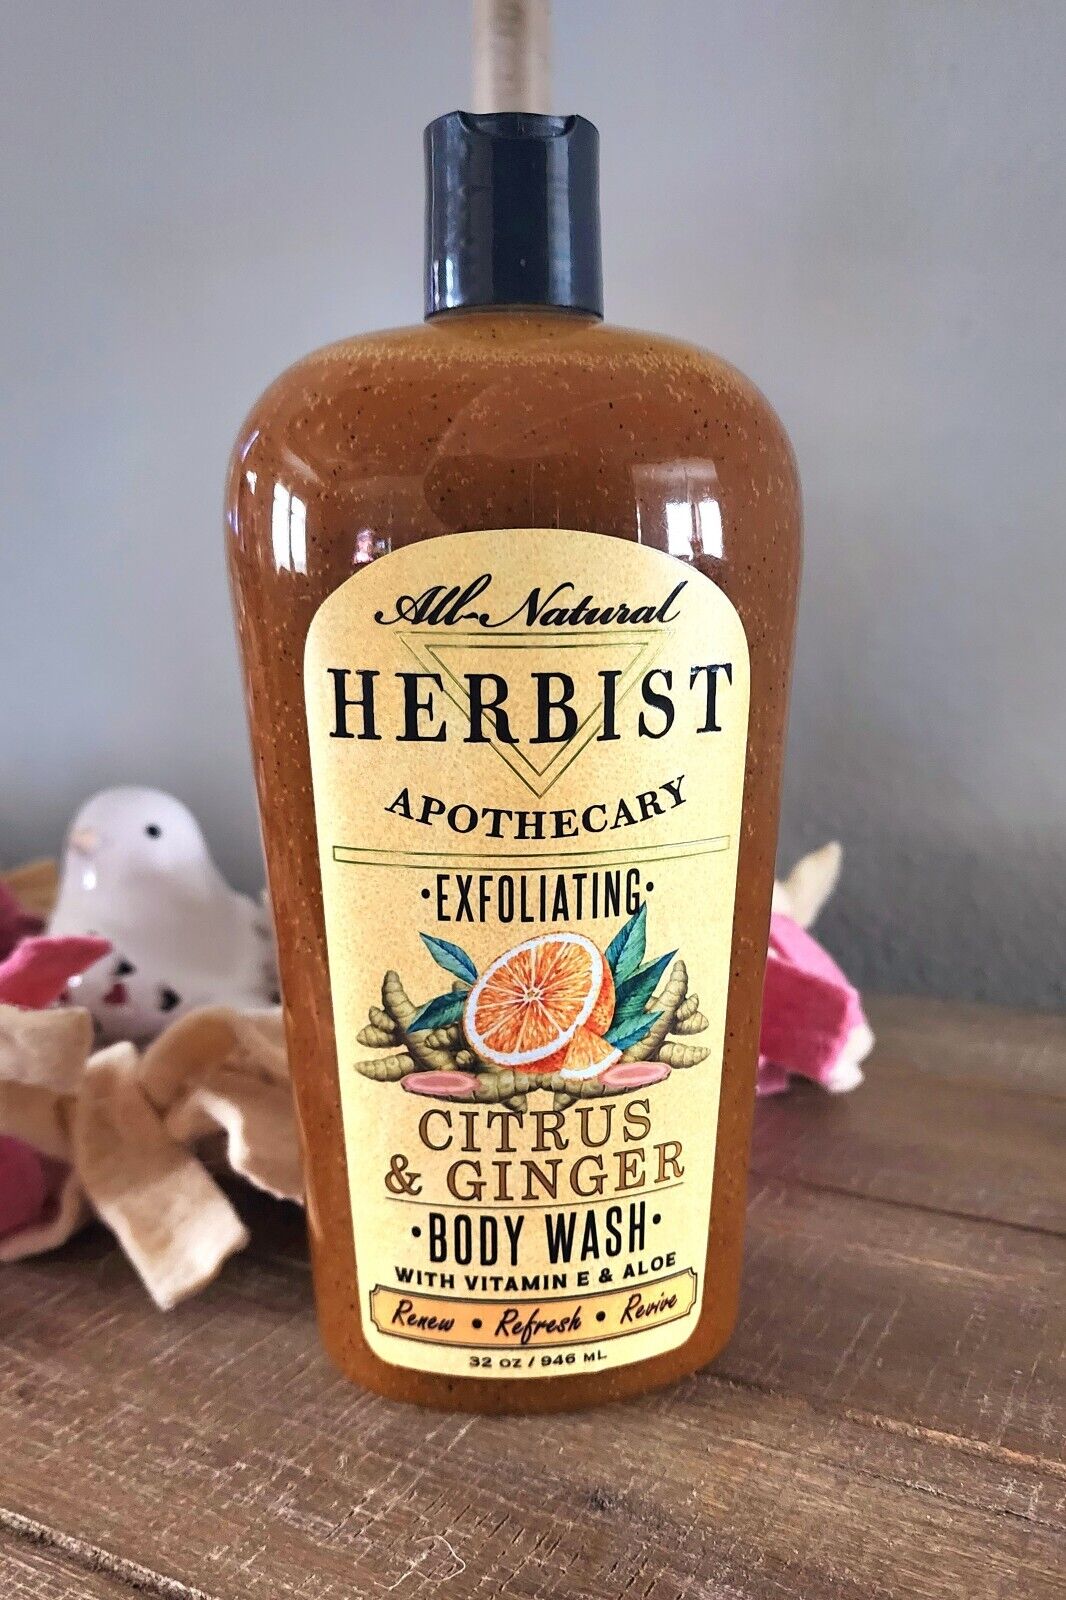 All-Natural
HERBIST
APOTHECARY
•EXFOLIATING•
CITRUS
& GINGER
•BODY WASH•
WITH VITAMIN E & ALOE
Renew • Refresh • Revive
32 OZ / 946 ML